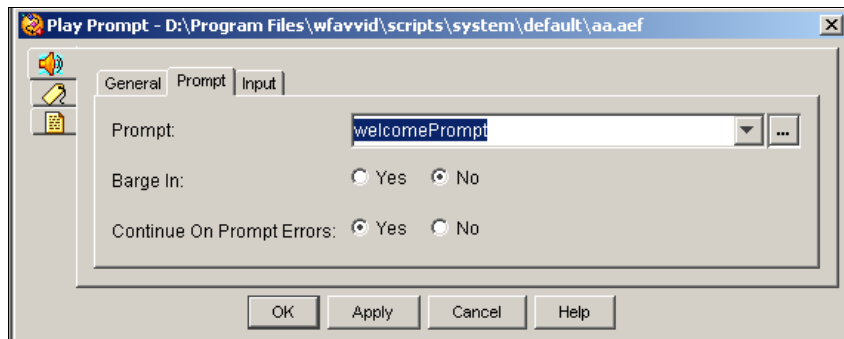 Play Prompt - D:\Program Files\wfavvid\scripts\system\default\aa.aef
General Prompt Input
Prompt: welcomePrompt ...
Barge In: Yes No
Continue On Prompt Errors: Yes No
OK Apply Cancel Help